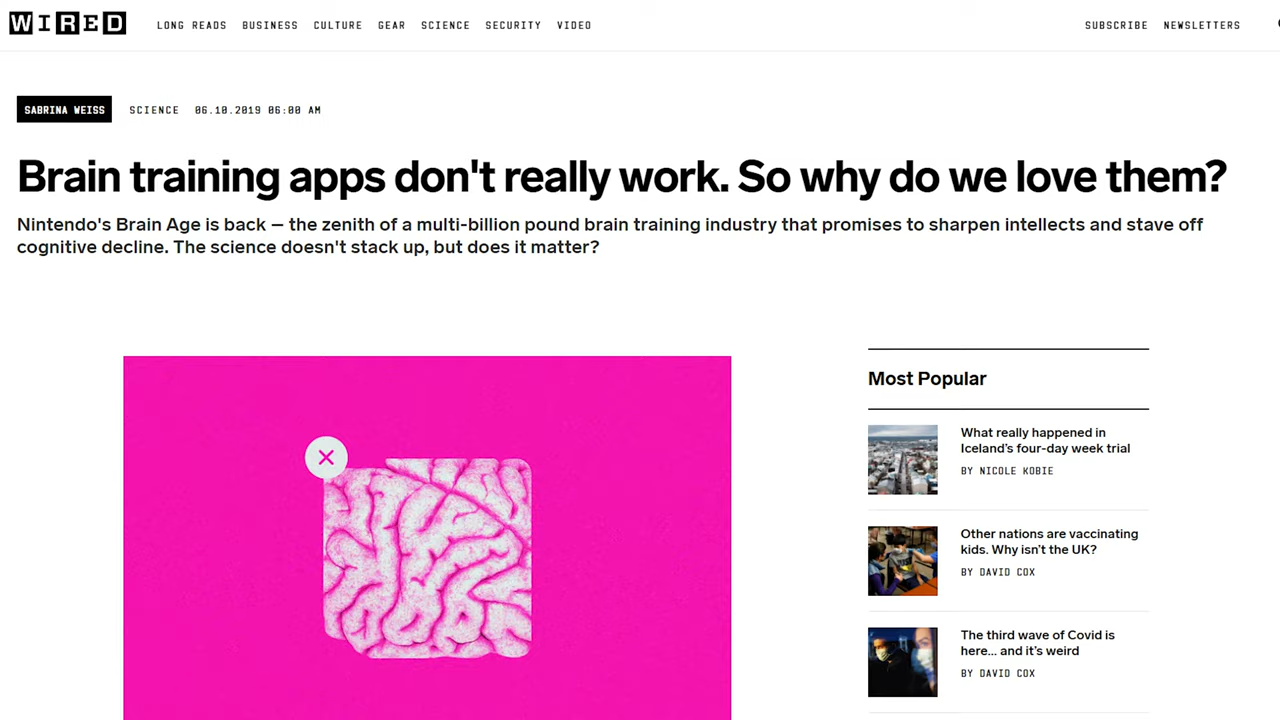 WIRED
LONG READS BUSINESS CULTURE GEAR SCIENCE SECURITY VIDEO
SUBSCRIBE NEWSLETTERS
SABRINA WEISS SCIENCE 06.10.2019 06:00 AM
Brain training apps don't really work. So why do we love them?
Nintendo's Brain Age is back – the zenith of a multi-billion pound brain training industry that promises to sharpen intellects and stave off
cognitive decline. The science doesn't stack up, but does it matter?
Most Popular
What really happened in
Iceland’s four-day week trial
BY NICOLE KOBIE
Other nations are vaccinating
kids. Why isn’t the UK?
BY DAVID COX
The third wave of Covid is
here… and it’s weird
BY DAVID COX